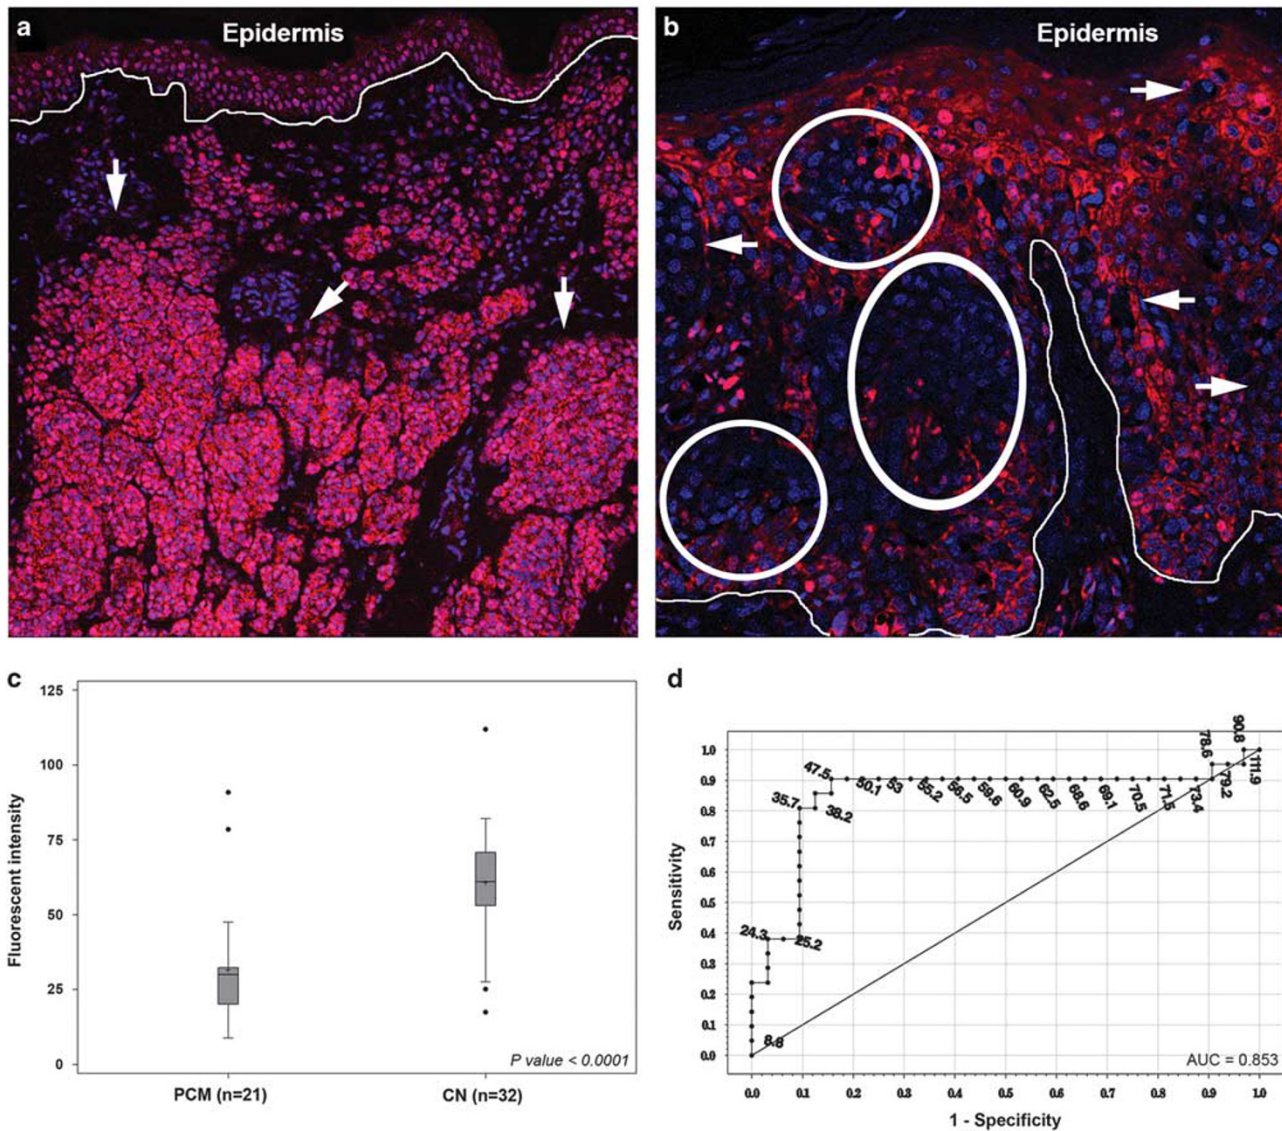 a
Epidermis
b
Epidermis
c
Fluorescent intensity
125
100
75
50
25
0
PCM (n=21)
CN (n=32)
P value < 0.0001
d
Sensitivity
1.0
0.9
0.8
0.7
0.6
0.5
0.4
0.3
0.2
0.1
0.0
8.8
24.3
25.2
35.7
38.2
47.5
50.1
53
55.2
56.5
59.6
60.9
62.5
68.6
69.1
70.5
71.5
73.4
78.6
79.2
90.8
111.9
AUC = 0.853
0.0 0.1 0.2 0.3 0.4 0.5 0.6 0.7 0.8 0.9 1.0
1 - Specificity